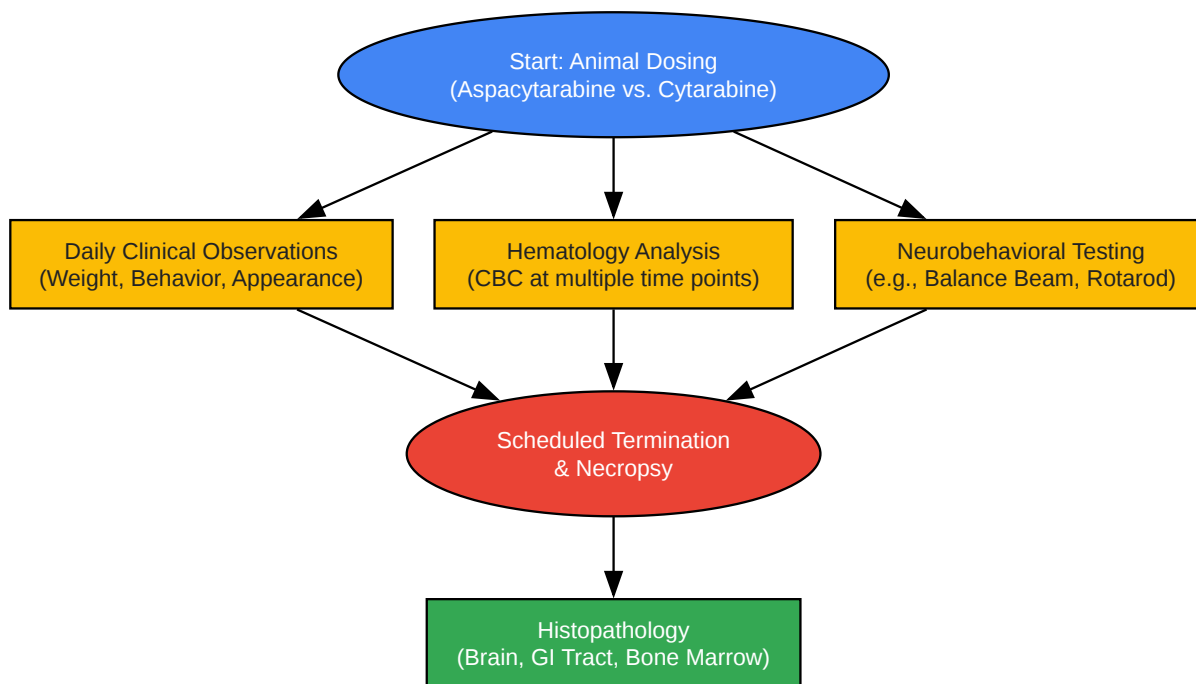 Start: Animal Dosing
(Aspacytarabine vs. Cytarabine)
Daily Clinical Observations
(Weight, Behavior, Appearance)
Hematology Analysis
(CBC at multiple time points)
Neurobehavioral Testing
(e.g., Balance Beam, Rotarod)
Scheduled Termination
& Necropsy
Histopathology
(Brain, GI Tract, Bone Marrow)